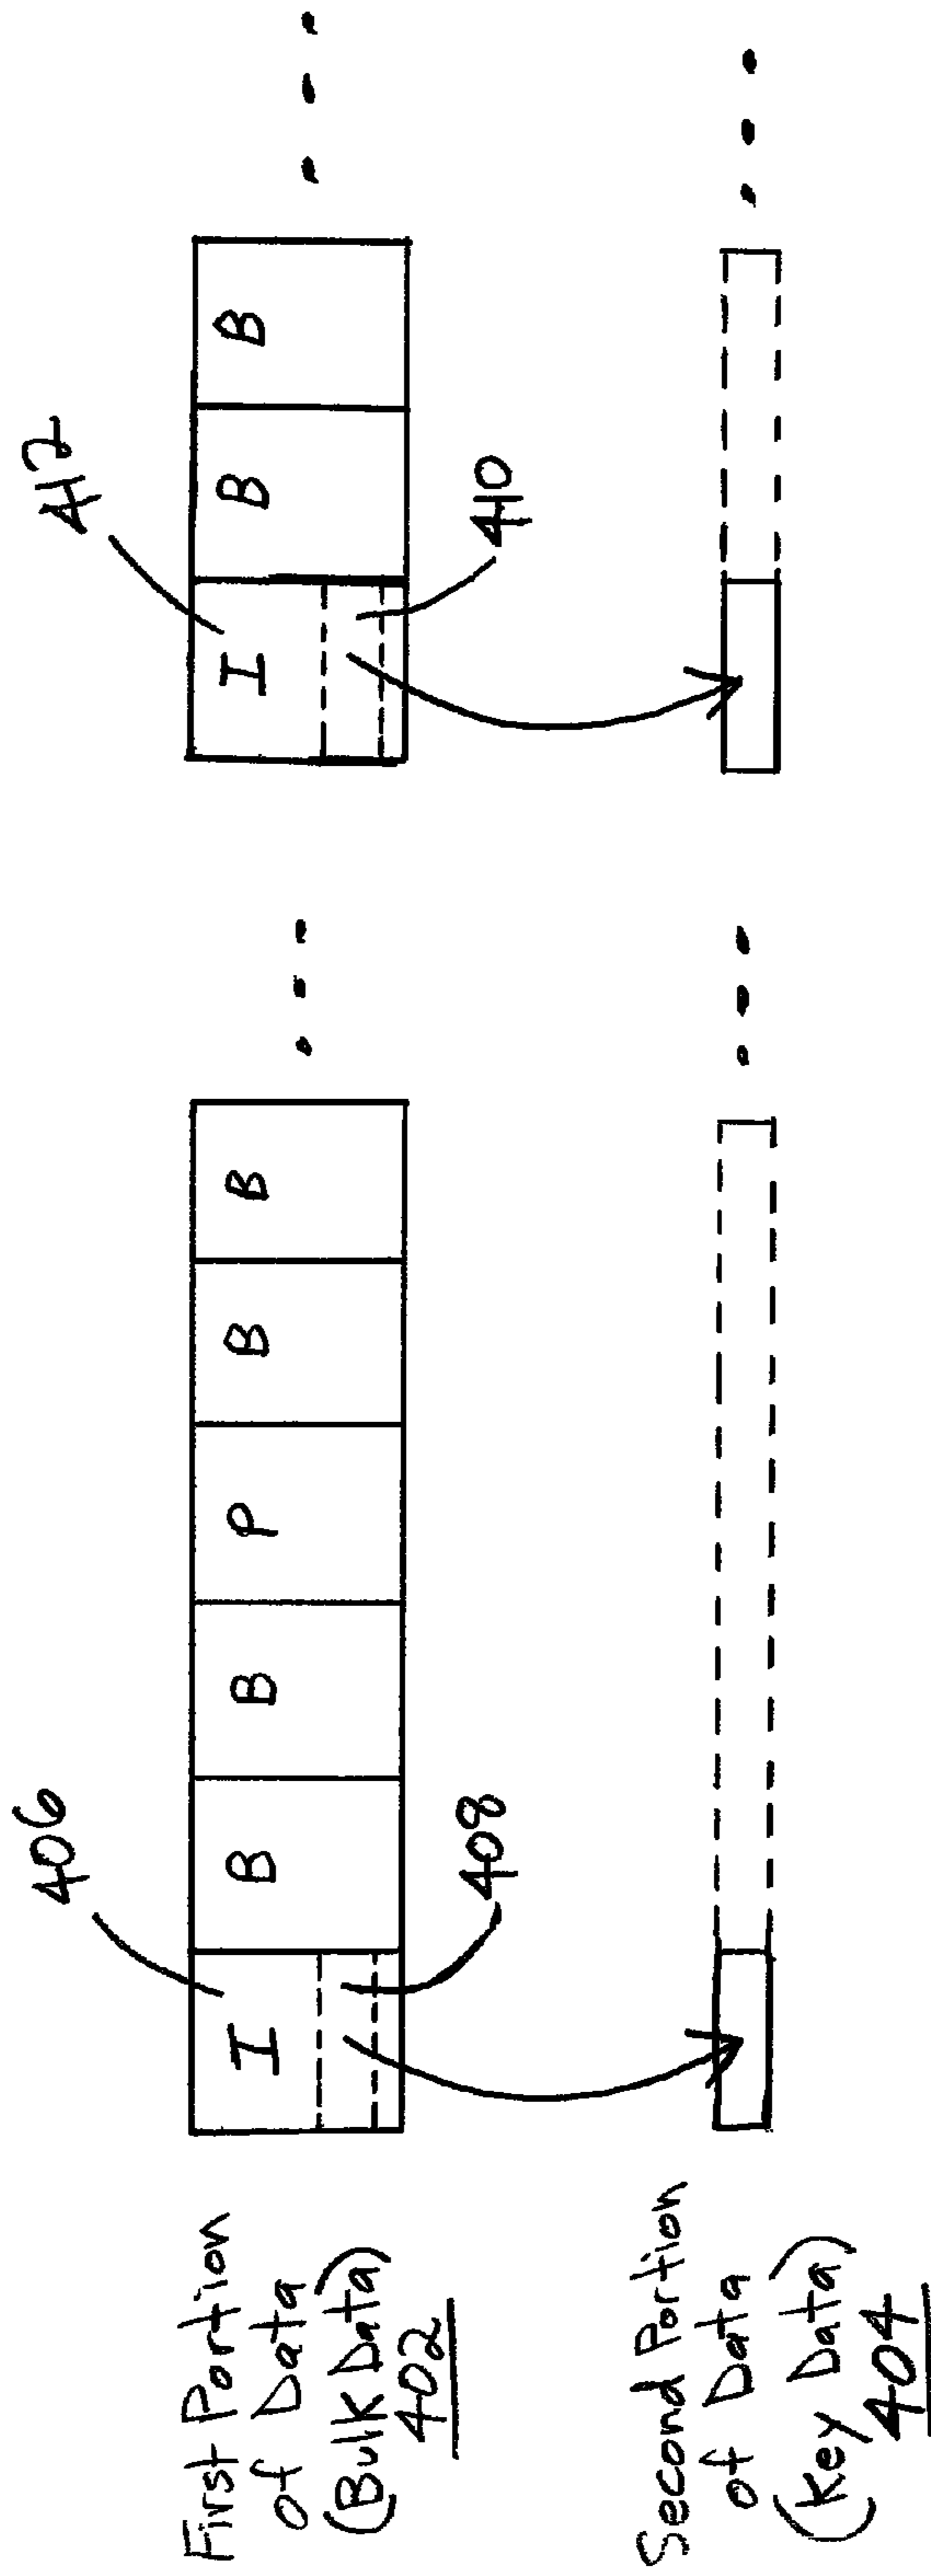 406
412
I B B P B B
I B B
408
410
First Portion
of Data
(Bulk Data)
402
Second Portion
of Data
(Key Data)
404